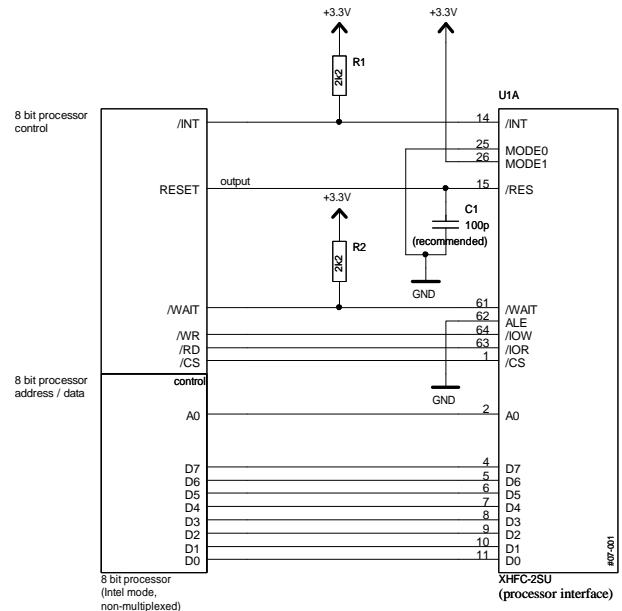 +3.3V
+3.3V
R1
2k2
U1A
8 bit processor
control
/INT
14
/INT
25
MODE0
26
MODE1
RESET
output
15
/RES
+3.3V
C1
100p
(recommended)
R2
2k2
GND
/WAIT
61
/WAIT
62
ALE
/WR
64
/IOW
/RD
63
/IOR
/CS
1
/CS
8 bit processor
address / data
control
GND
A0
2
A0
D7
4
D7
D6
5
D6
D5
6
D5
D4
7
D4
D3
8
D3
D2
9
D2
D1
10
D1
D0
11
D0
#07-001
8 bit processor
(Intel mode,
non-multiplexed)
XHFC-2SU
(processor interface)